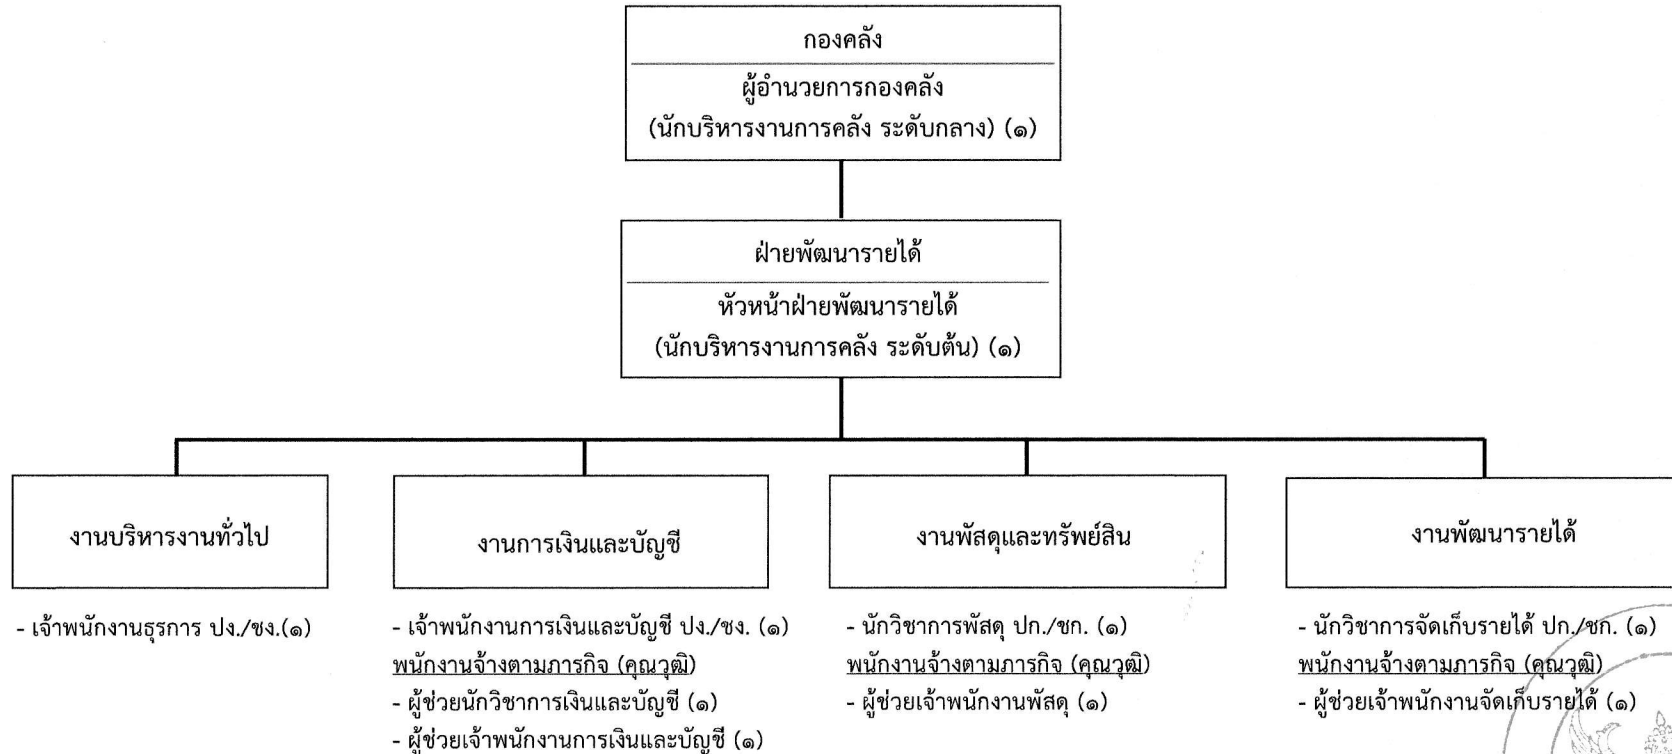 กองคลัง
ผู้อำนวยการกองคลัง
(นักบริหารงานการคลัง ระดับกลาง) (๑)
ฝ่ายพัฒนารายได้
หัวหน้าฝ่ายพัฒนารายได้
(นักบริหารงานการคลัง ระดับต้น) (๑)
งานบริหารงานทั่วไป
- เจ้าพนักงานธุรการ ปง./ชง.(๑)
งานการเงินและบัญชี
- เจ้าพนักงานการเงินและบัญชี ปง./ชง. (๑)
พนักงานจ้างตามภารกิจ (คุณวุฒิ)
- ผู้ช่วยนักวิชาการเงินและบัญชี (๑)
- ผู้ช่วยเจ้าพนักงานการเงินและบัญชี (๑)
งานพัสดุและทรัพย์สิน
- นักวิชาการพัสดุ ปก./ชก. (๑)
พนักงานจ้างตามภารกิจ (คุณวุฒิ)
- ผู้ช่วยเจ้าพนักงานพัสดุ (๑)
งานพัฒนารายได้
- นักวิชาการจัดเก็บรายได้ ปก./ชก. (๑)
พนักงานจ้างตามภารกิจ (คุณวุฒิ)
- ผู้ช่วยเจ้าพนักงานจัดเก็บรายได้ (๑)